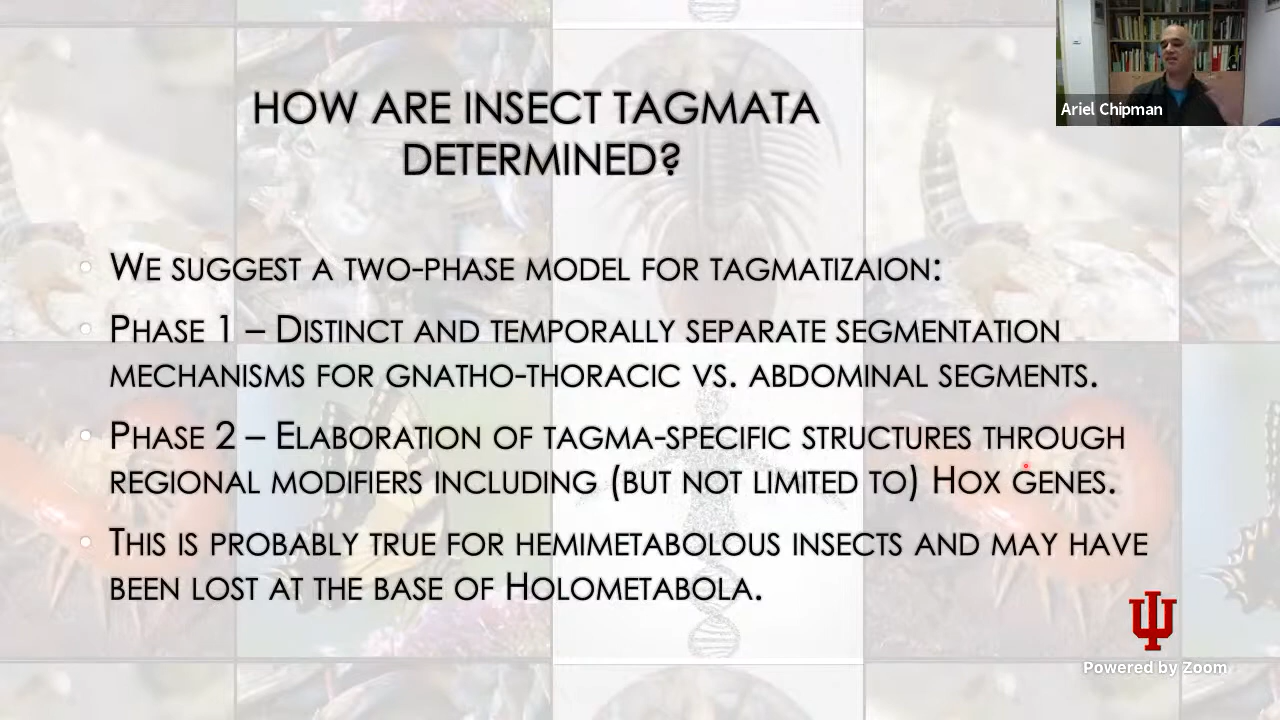 HOW ARE INSECT TAGMATA
DETERMINED?
Ariel Chipman
WE SUGGEST A TWO-PHASE MODEL FOR TAGMATIZAION:
PHASE 1 – DISTINCT AND TEMPORALLY SEPARATE SEGMENTATION
MECHANISMS FOR GNATHO-THORACIC VS. ABDOMINAL SEGMENTS.
PHASE 2 – ELABORATION OF TAGMA-SPECIFIC STRUCTURES THROUGH
REGIONAL MODIFIERS INCLUDING (BUT NOT LIMITED TO) HOX GENES.
THIS IS PROBABLY TRUE FOR HEMIMETABOLOUS INSECTS AND MAY HAVE
BEEN LOST AT THE BASE OF HOLOMETABOLA.
Powered by Zoom